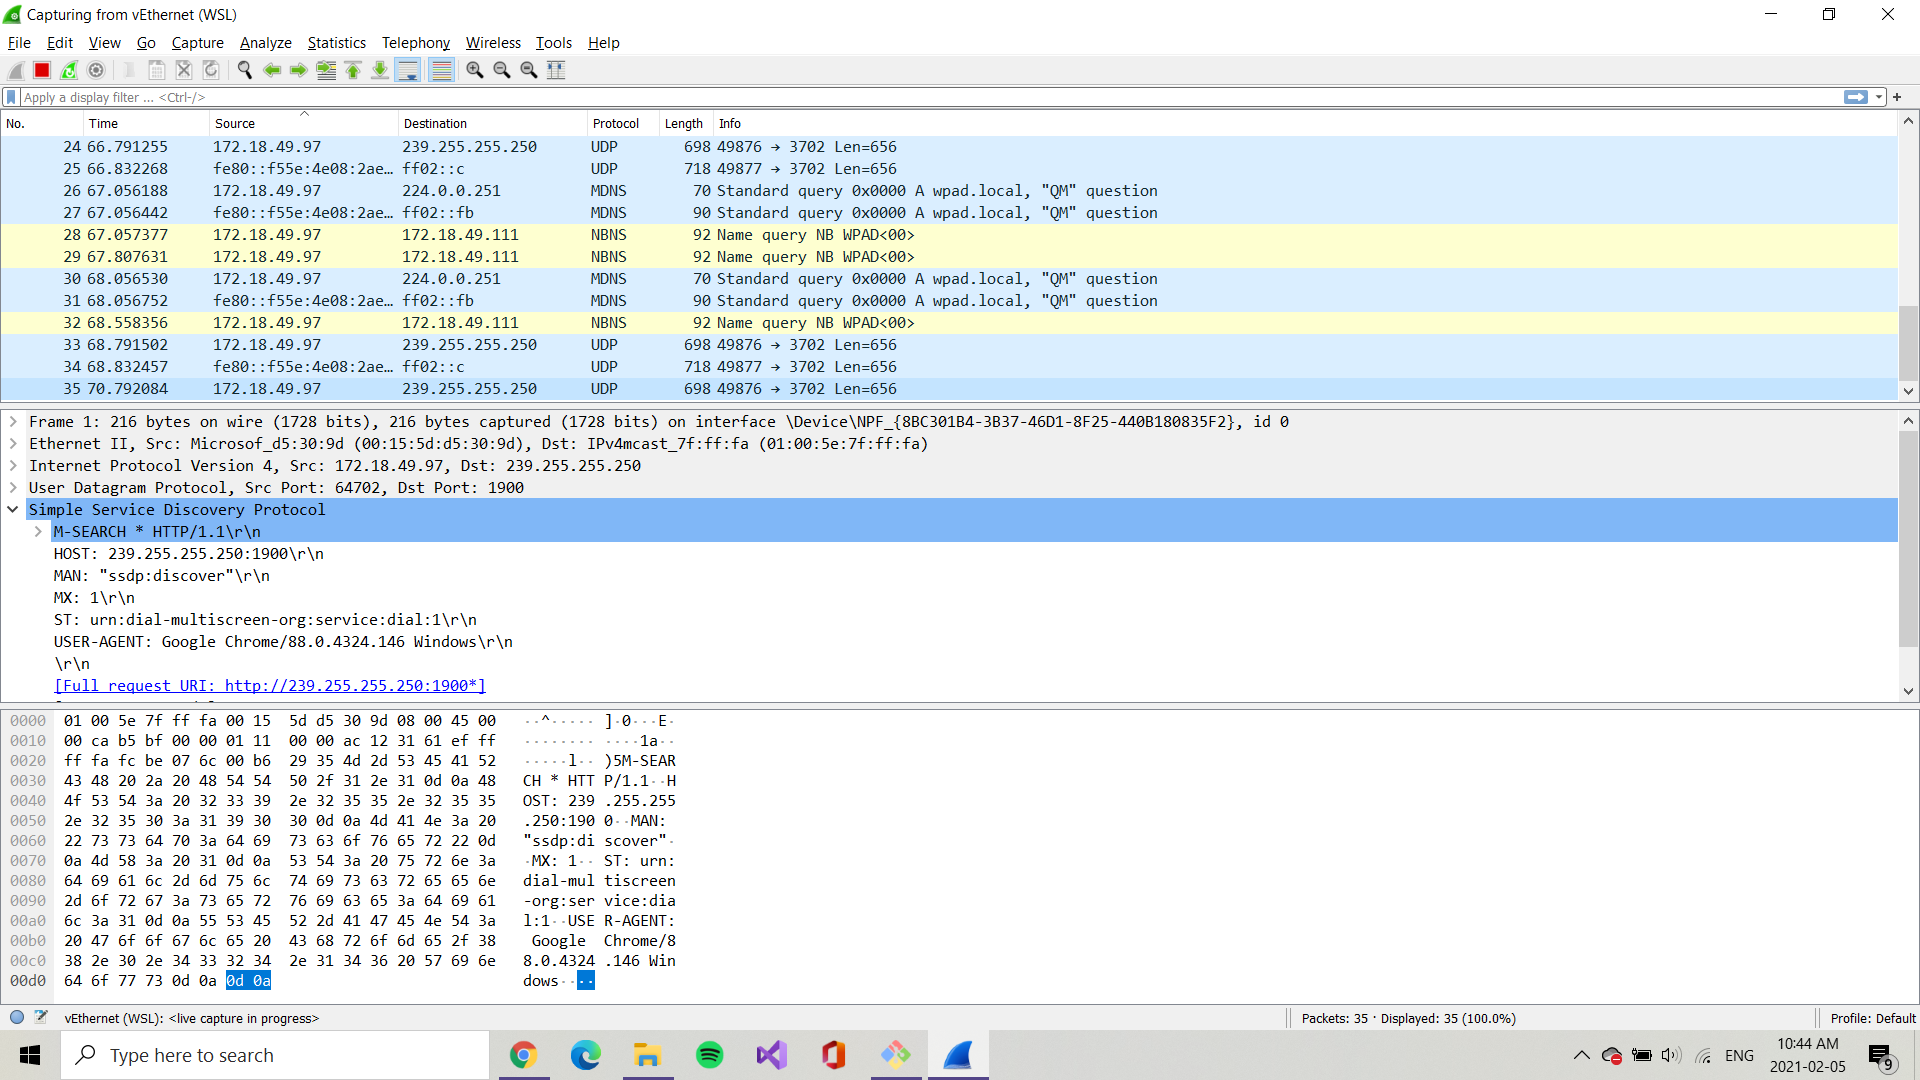 Capturing from vEthernet (WSL)
File Edit View Go Capture Analyze Statistics Telephony Wireless Tools Help
Apply a display filter ... <Ctrl-/>
No. Time Source Destination Protocol Length Info
24 66.791255 172.18.49.97 239.255.255.250 UDP 698 49876 → 3702 Len=656
25 66.832268 fe80::f55e:4e08:2ae… ff02::c UDP 718 49877 → 3702 Len=656
26 67.056188 172.18.49.97 224.0.0.251 MDNS 70 Standard query 0x0000 A wpad.local, "QM" question
27 67.056442 fe80::f55e:4e08:2ae… ff02::fb MDNS 90 Standard query 0x0000 A wpad.local, "QM" question
28 67.057377 172.18.49.97 172.18.49.111 NBNS 92 Name query NB WPAD<00>
29 67.807631 172.18.49.97 172.18.49.111 NBNS 92 Name query NB WPAD<00>
30 68.056530 172.18.49.97 224.0.0.251 MDNS 70 Standard query 0x0000 A wpad.local, "QM" question
31 68.056752 fe80::f55e:4e08:2ae… ff02::fb MDNS 90 Standard query 0x0000 A wpad.local, "QM" question
32 68.558356 172.18.49.97 172.18.49.111 NBNS 92 Name query NB WPAD<00>
33 68.791502 172.18.49.97 239.255.255.250 UDP 698 49876 → 3702 Len=656
34 68.832457 fe80::f55e:4e08:2ae… ff02::c UDP 718 49877 → 3702 Len=656
35 70.792084 172.18.49.97 239.255.255.250 UDP 698 49876 → 3702 Len=656
Frame 1: 216 bytes on wire (1728 bits), 216 bytes captured (1728 bits) on interface \Device\NPF_{8BC301B4-3B37-46D1-8F25-440B180835F2}, id 0
Ethernet II, Src: Microsof_d5:30:9d (00:15:5d:d5:30:9d), Dst: IPv4mcast_7f:ff:fa (01:00:5e:7f:ff:fa)
Internet Protocol Version 4, Src: 172.18.49.97, Dst: 239.255.255.250
User Datagram Protocol, Src Port: 64702, Dst Port: 1900
Simple Service Discovery Protocol
M-SEARCH * HTTP/1.1\r\n
HOST: 239.255.255.250:1900\r\n
MAN: "ssdp:discover"\r\n
MX: 1\r\n
ST: urn:dial-multiscreen-org:service:dial:1\r\n
USER-AGENT: Google Chrome/88.0.4324.146 Windows\r\n
\r\n
[Full request URI: http://239.255.255.250:1900*]
0000 01 00 5e 7f ff fa 00 15 5d d5 30 9d 08 00 45 00 ··^····· ]·0···E·
0010 00 ca b5 bf 00 00 01 11 00 00 ac 12 31 61 ef ff ········ ····1a··
0020 ff fa fc be 07 6c 00 b6 29 35 4d 2d 53 45 41 52 ·····l·· )5M-SEAR
0030 43 48 20 2a 20 48 54 54 50 2f 31 2e 31 0d 0a 48 CH * HTT P/1.1··H
0040 4f 53 54 3a 20 32 33 39 2e 32 35 35 2e 32 35 35 OST: 239 .255.255
0050 2e 32 35 30 3a 31 39 30 30 0d 0a 4d 41 4e 3a 20 .250:190 0··MAN:
0060 22 73 73 64 70 3a 64 69 73 63 6f 76 65 72 22 0d "ssdp:di scover"·
0070 0a 4d 58 3a 20 31 0d 0a 53 54 3a 20 75 72 6e 3a ·MX: 1·· ST: urn:
0080 64 69 61 6c 2d 6d 75 6c 74 69 73 63 72 65 65 6e dial-mul tiscreen
0090 2d 6f 72 67 3a 73 65 72 76 69 63 65 3a 64 69 61 -org:ser vice:dia
00a0 6c 3a 31 0d 0a 55 53 45 52 2d 41 47 45 4e 54 3a l:1··USE R-AGENT:
00b0 20 47 6f 6f 67 6c 65 20 43 68 72 6f 6d 65 2f 38 Google Chrome/8
00c0 38 2e 30 2e 34 33 32 34 2e 31 34 36 20 57 69 6e 8.0.4324 .146 Win
00d0 64 6f 77 73 0d 0a 0d 0a dows····
vEthernet (WSL): <live capture in progress> Packets: 35 · Displayed: 35 (100.0%) Profile: Default
Type here to search ENG 10:44 AM
2021-02-05 9